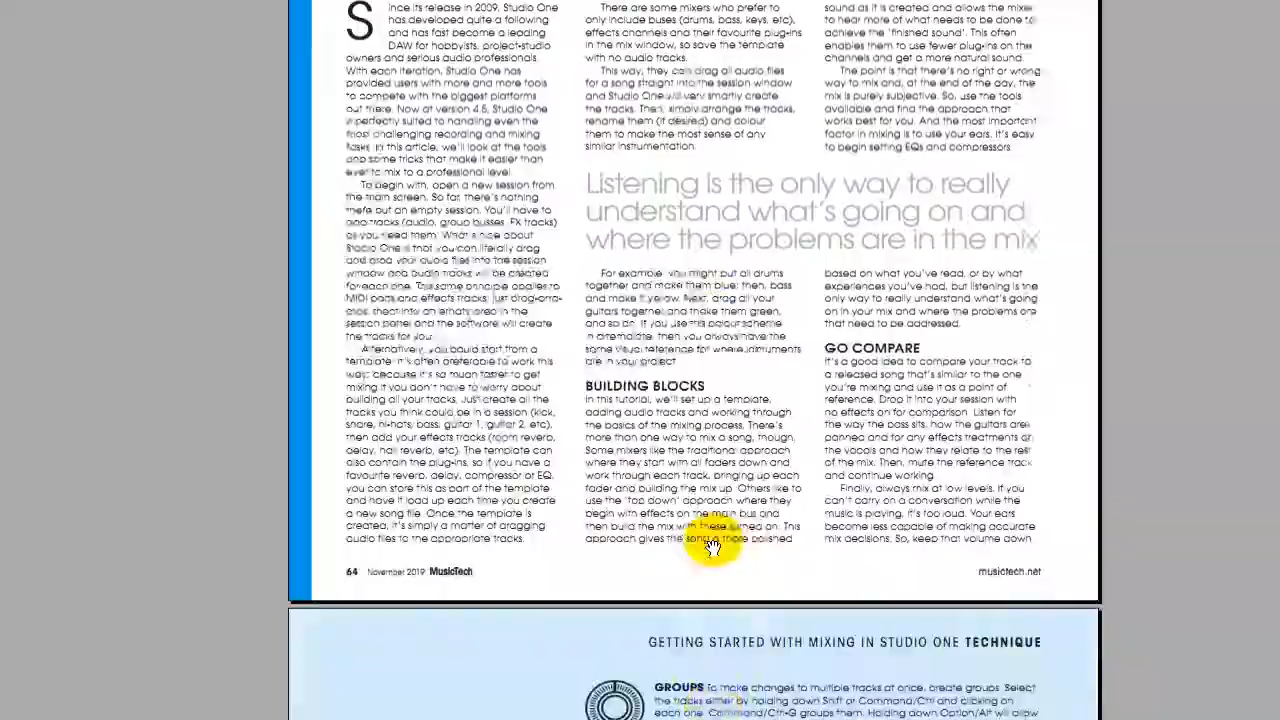 Since its release in 2009, Studio One
has developed quite a following
and has fast become a leading
DAW for hobbyists, project-studio
owners and serious audio professionals.
With each iteration, Studio One has
provided users with more and more tools
to compete with the biggest platforms
out there. Now at version 4.5, Studio One
is perfectly suited to handling even the
most challenging recording and mixing
tasks. In this article, we'll look at the tools
and some tricks that make it easier than
ever to mix to a professional level.
To begin with, open a new session from
the main screen. So far, there's nothing
there but an empty session. You'll have to
add tracks (audio, group busses, FX tracks)
as you need them. What's nice about
Studio One is that you can literally drag
and drop your audio files into the session
window and audio tracks will be created
for each one. The same principle applies to
MIDI parts and effects tracks; just drag-and-
drop them into an empty area in the
session panel and the software will create
the tracks for you.
Alternatively, you could start from a
template. It's often preferable to work this
way, because it's so much faster to get
mixing if you don't have to worry about
building all your tracks. Just create all the
tracks you think could be in a session (kick,
snare, hi-hats, bass, guitar 1, guitar 2, etc),
then add your effects tracks (room reverb,
delay, hall reverb, etc). The template can
also contain the plug-ins, so if you have a
favourite reverb, delay, compressor or EQ,
you can store this as part of the template
and have it load up each time you create
a new song file. Once the template is
created, it's simply a matter of dragging
audio files to the appropriate tracks.
There are some mixers who prefer to
only include buses (drums, bass, keys, etc),
effects channels and their favourite plug-ins
in the mix window, so save the template
with no audio tracks.
This way, they can drag all audio files
for a song straight into the session window
and Studio One will very smartly create
the tracks. Then, simply arrange the tracks,
rename them (if desired) and colour
them to make the most sense of any
similar instrumentation.
sound as it is created and allows the mixer
to hear more of what needs to be done to
achieve the 'finished sound'. This often
enables them to use fewer plug-ins on the
channels and get a more natural sound.
The point is that there's no right or wrong
way to mix and, at the end of the day, the
mix is purely subjective. So, use the tools
available and find the approach that
works best for you. And the most important
factor in mixing is to use your ears. It's easy
to begin setting EQs and compressors
Listening is the only way to really
understand what's going on and
where the problems are in the mix
For example, you might put all drums
together and make them blue; then, bass
and make it yellow. Next, drag all your
guitars together and make them green,
and so on. If you use this colour scheme
in a template, then you always have the
same visual reference for where instruments
are in your project.
BUILDING BLOCKS
In this tutorial, we'll set up a template,
adding audio tracks and working through
the basics of the mixing process. There's
more than one way to mix a song, though.
Some mixers like the traditional approach
where they start with all faders down and
work through each track, bringing up each
fader and building the mix up. Others like to
use the 'top down' approach where they
begin with effects on the main bus and
then build the mix with these turned on. This
approach gives the song a more polished
based on what you've read, or by what
experiences you've had, but listening is the
only way to really understand what's going
on in your mix and where the problems are
that need to be addressed.
GO COMPARE
It's a good idea to compare your track to
a released song that's similar to the one
you're mixing and use it as a point of
reference. Drop it into your session with
no effects on for comparison. Listen for
the way the bass sits, how the guitars are
panned and for any effects treatments on
the vocals and how they relate to the rest
of the mix. Then, mute the reference track
and continue working.
Finally, always mix at low levels. If you
can't carry on a conversation while the
music is playing, it's too loud. Your ears
become less capable of making accurate
mix decisions. So, keep that volume down
64 November 2019 MusicTech
musictech.net
GETTING STARTED WITH MIXING IN STUDIO ONE TECHNIQUE
GROUPS To make changes to multiple tracks at once, create groups. Select
the tracks either by holding down Shift or Command/Ctrl and clicking on
each one. Command/Ctrl+G groups them. Holding down Option/Alt will allow